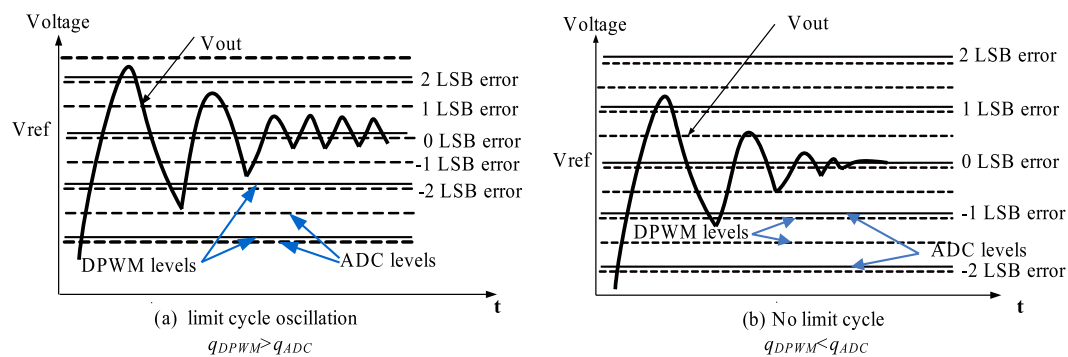 Voltage
Vout
2 LSB error
1 LSB error
Vref
0 LSB error
-1 LSB error
-2 LSB error
DPWM levels
ADC levels
t
(a) limit cycle oscillation
qDPWM>qADC
Voltage
Vout
2 LSB error
1 LSB error
Vref
0 LSB error
-1 LSB error
DPWM levels
ADC levels
-2 LSB error
t
(b) No limit cycle
qDPWM<qADC